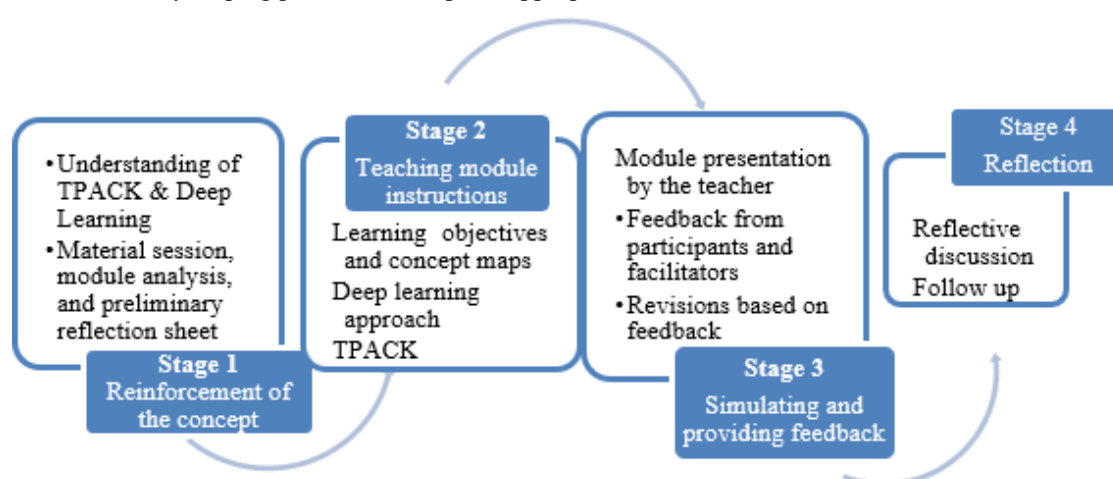 •Understanding of
TPACK & Deep
Learning
•Material session,
module analysis,
and preliminary
reflection sheet
Stage 1
Reinforcement of
the concept
Stage 2
Teaching module
instructions
Learning objectives
and concept maps
Deep learning
approach
TPACK
Module presentation
by the teacher
•Feedback from
participants and
facilitators
•Revisions based on
feedback
Stage 3
Simulating and
providing feedback
Stage 4
Reflection
Reflective
discussion
Follow up